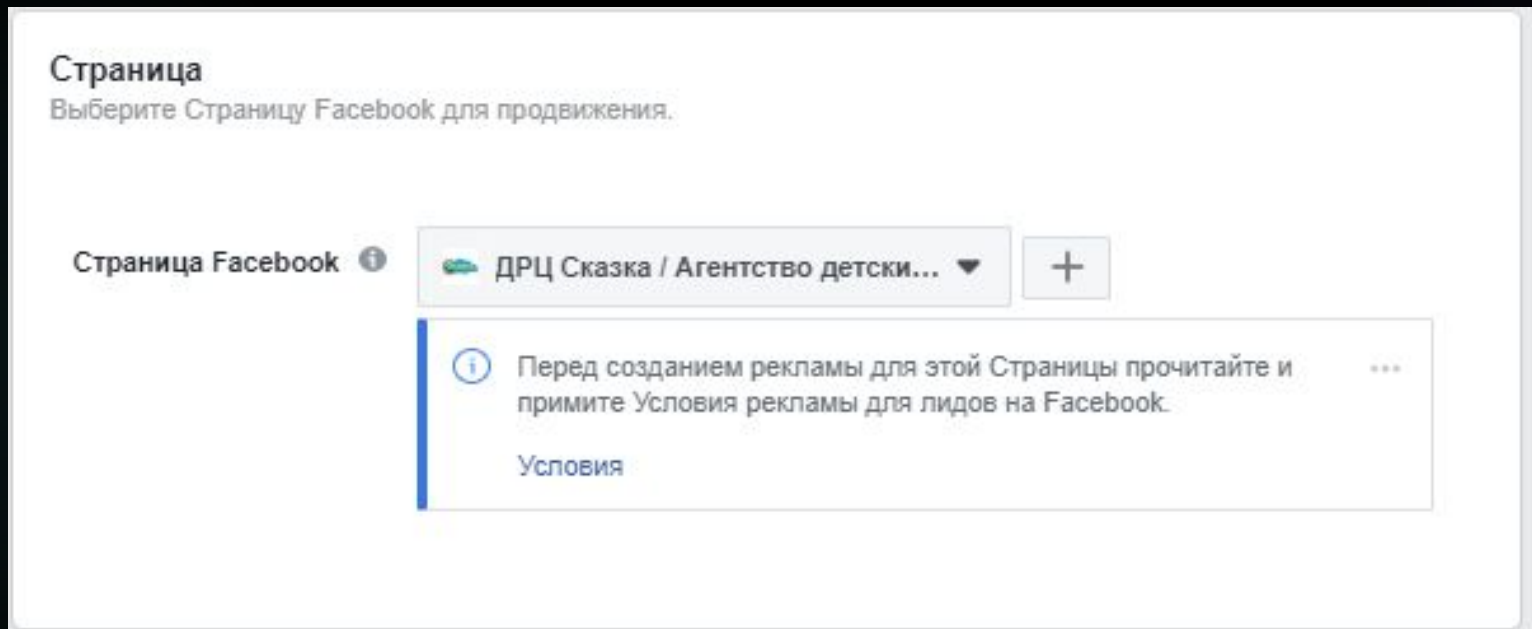 Страница
Выберите Страницу Facebook для продвижения.
Страница Facebook
ДРЦ Сказка / Агентство детски...
Перед созданием рекламы для этой Страницы прочитайте и
примите Условия рекламы для лидов на Facebook.
Условия